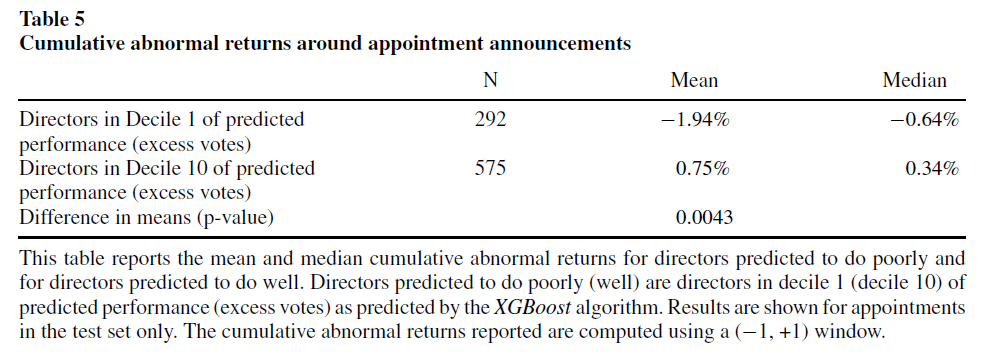 Table 5
Cumulative abnormal returns around appointment announcements
N Mean Median
Directors in Decile 1 of predicted 292 −1.94% −0.64%
performance (excess votes)
Directors in Decile 10 of predicted 575 0.75% 0.34%
performance (excess votes)
Difference in means (p-value) 0.0043
This table reports the mean and median cumulative abnormal returns for directors predicted to do poorly and
for directors predicted to do well. Directors predicted to do poorly (well) are directors in decile 1 (decile 10) of
predicted performance (excess votes) as predicted by the XGBoost algorithm. Results are shown for appointments
in the test set only. The cumulative abnormal returns reported are computed using a (−1, +1) window.